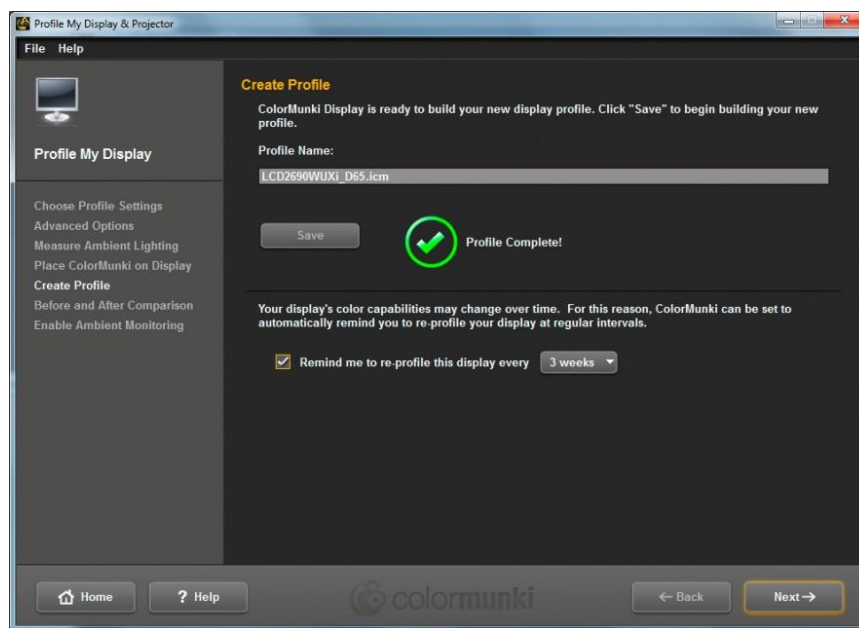 Profile My Display & Projector
File Help
Profile My Display
Choose Profile Settings
Advanced Options
Measure Ambient Lighting
Place ColorMunki on Display
Create Profile
Before and After Comparison
Enable Ambient Monitoring
Create Profile
ColorMunki Display is ready to build your new display profile. Click "Save" to begin building your new
profile.
Profile Name:
LCD2690WUXi_D65.icm
Save
Profile Complete!
Your display's color capabilities may change over time. For this reason, ColorMunki can be set to
automatically remind you to re-profile your display at regular intervals.
Remind me to re-profile this display every 3 weeks
Home
? Help
colormunki
← Back
Next →